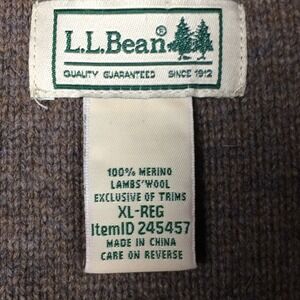 L.L.Bean®
QUALITY GUARANTEED SINCE 1912
100% MERINO
LAMBS' WOOL
EXCLUSIVE OF TRIMS
XL-REG
ItemID 245457
MADE IN CHINA
CARE ON REVERSE